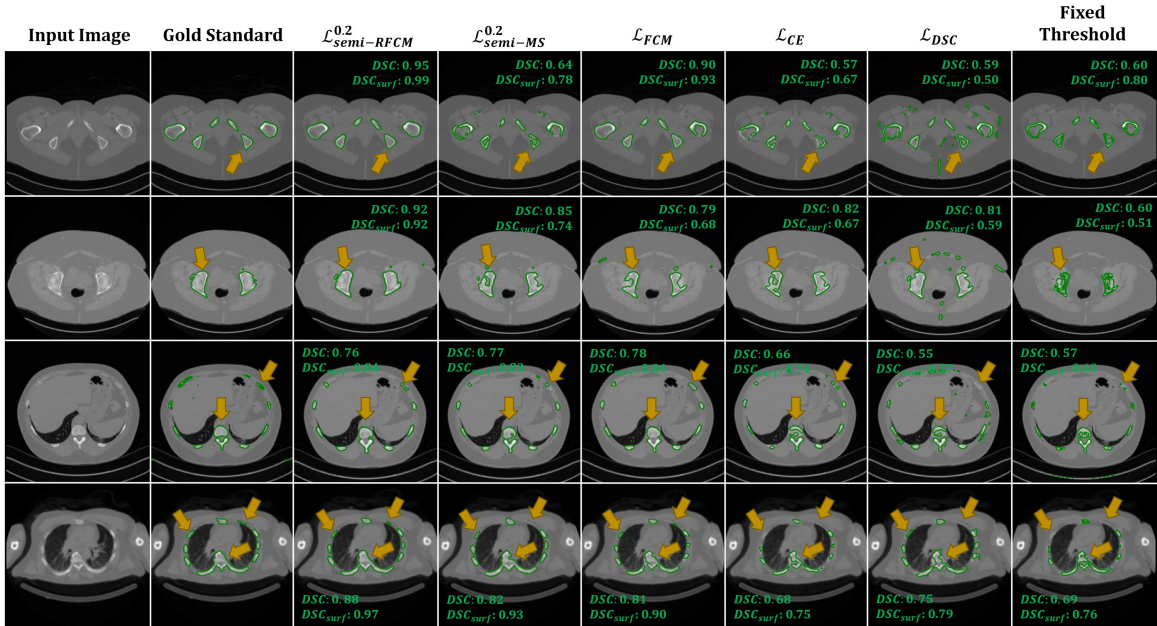 Input Image
Gold Standard
ℒ^{0.2}_{semi−RFCM}
ℒ^{0.2}_{semi−MS}
ℒ_{FCM}
ℒ_{CE}
ℒ_{DSC}
Fixed
Threshold
DSC: 0.95
DSC_{surf}: 0.99
DSC: 0.64
DSC_{surf}: 0.78
DSC: 0.90
DSC_{surf}: 0.93
DSC: 0.57
DSC_{surf}: 0.67
DSC: 0.59
DSC_{surf}: 0.50
DSC: 0.60
DSC_{surf}: 0.80
DSC: 0.92
DSC_{surf}: 0.92
DSC: 0.85
DSC_{surf}: 0.74
DSC: 0.79
DSC_{surf}: 0.68
DSC: 0.82
DSC_{surf}: 0.67
DSC: 0.81
DSC_{surf}: 0.59
DSC: 0.60
DSC_{surf}: 0.51
DSC: 0.76
DSC: 0.77
DSC: 0.78
DSC: 0.66
DSC: 0.55
DSC: 0.57
DSC: 0.88
DSC_{surf}: 0.97
DSC: 0.82
DSC_{surf}: 0.93
DSC: 0.81
DSC_{surf}: 0.90
DSC: 0.68
DSC_{surf}: 0.75
DSC: 0.75
DSC_{surf}: 0.79
DSC: 0.69
DSC_{surf}: 0.76